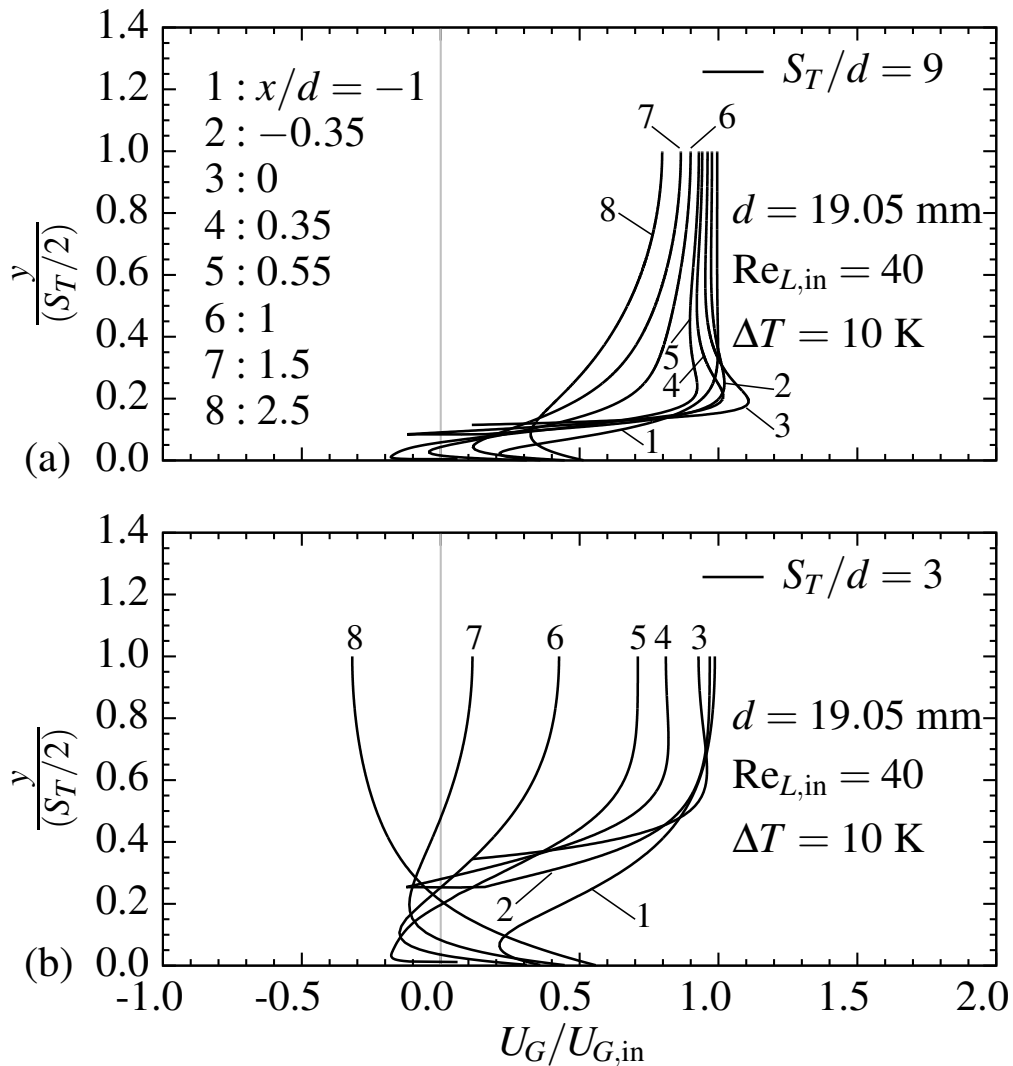 1.4
1.2
1.0
0.8
0.6
0.4
0.2
0.0
y/(S_T/2)
(a)
1 : x/d = −1
2 : −0.35
3 : 0
4 : 0.35
5 : 0.55
6 : 1
7 : 1.5
8 : 2.5
S_T/d = 9
7 6
8
d = 19.05 mm
Re_{L,in} = 40
ΔT = 10 K
5
4
2
3
1
1.4
1.2
1.0
0.8
0.6
0.4
0.2
0.0
y/(S_T/2)
(b)
S_T/d = 3
8 7 6 5 4 3
d = 19.05 mm
Re_{L,in} = 40
ΔT = 10 K
2
1
-1.0 -0.5 0.0 0.5 1.0 1.5 2.0
U_G/U_{G,in}